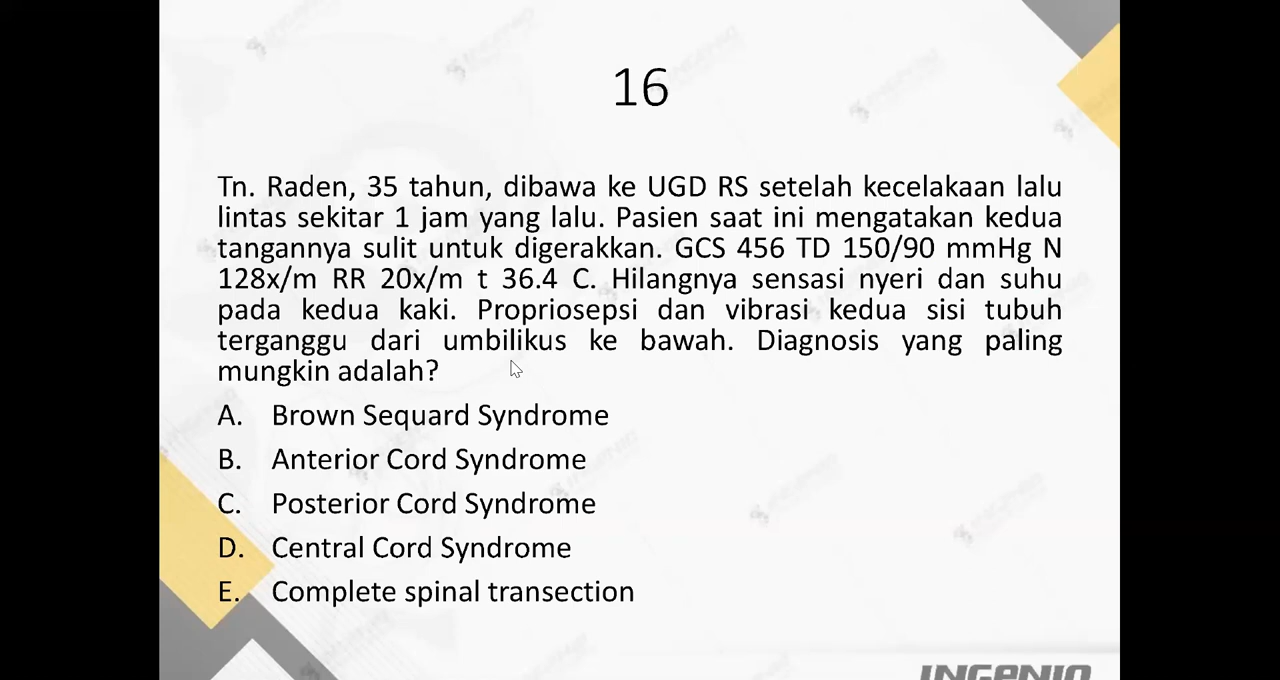 16
Tn. Raden, 35 tahun, dibawa ke UGD RS setelah kecelakaan lalu
lintas sekitar 1 jam yang lalu. Pasien saat ini mengatakan kedua
tangannya sulit untuk digerakkan. GCS 456 TD 150/90 mmHg N
128x/m RR 20x/m t 36.4 C. Hilangnya sensasi nyeri dan suhu
pada kedua kaki. Propriosepsi dan vibrasi kedua sisi tubuh
terganggu dari umbilikus ke bawah. Diagnosis yang paling
mungkin adalah?
A. Brown Sequard Syndrome
B. Anterior Cord Syndrome
C. Posterior Cord Syndrome
D. Central Cord Syndrome
E. Complete spinal transection
INGENIO